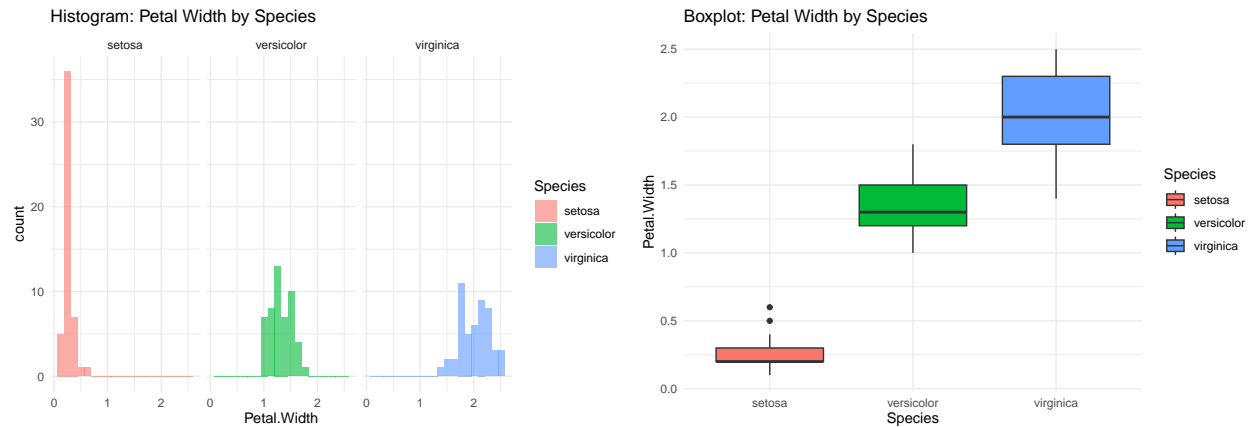 Histogram: Petal Width by Species
setosa
versicolor
virginica
30
20
10
0
count
0
1
2
0
1
2
0
1
2
Petal.Width
Species
setosa
versicolor
virginica
Boxplot: Petal Width by Species
2.5
2.0
1.5
1.0
0.5
0.0
Petal.Width
setosa
versicolor
virginica
Species
Species
setosa
versicolor
virginica